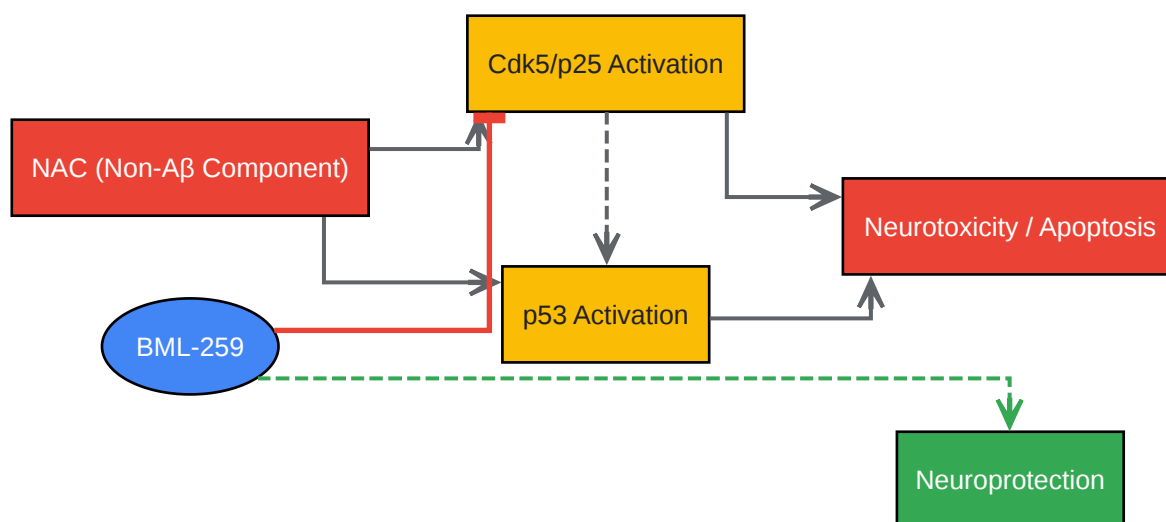 Cdk5/p25 Activation
NAC (Non-Aβ Component)
Neurotoxicity / Apoptosis
p53 Activation
BML-259
Neuroprotection